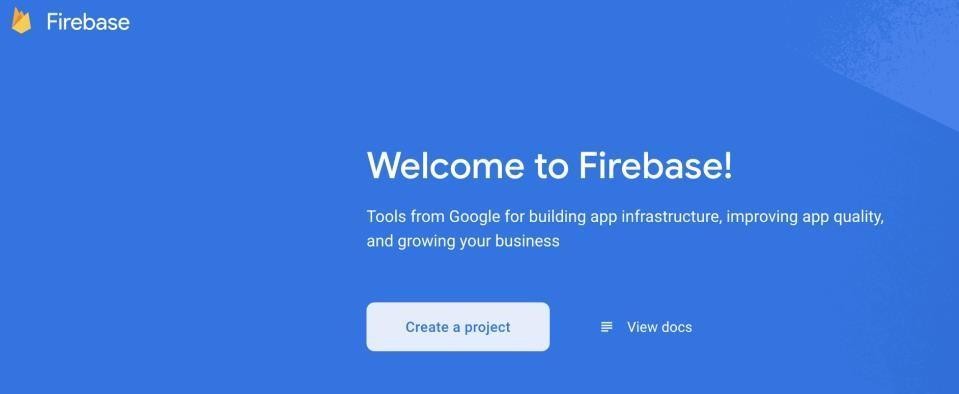 Firebase
Welcome to Firebase!
Tools from Google for building app infrastructure, improving app quality,
and growing your business
Create a project
View docs